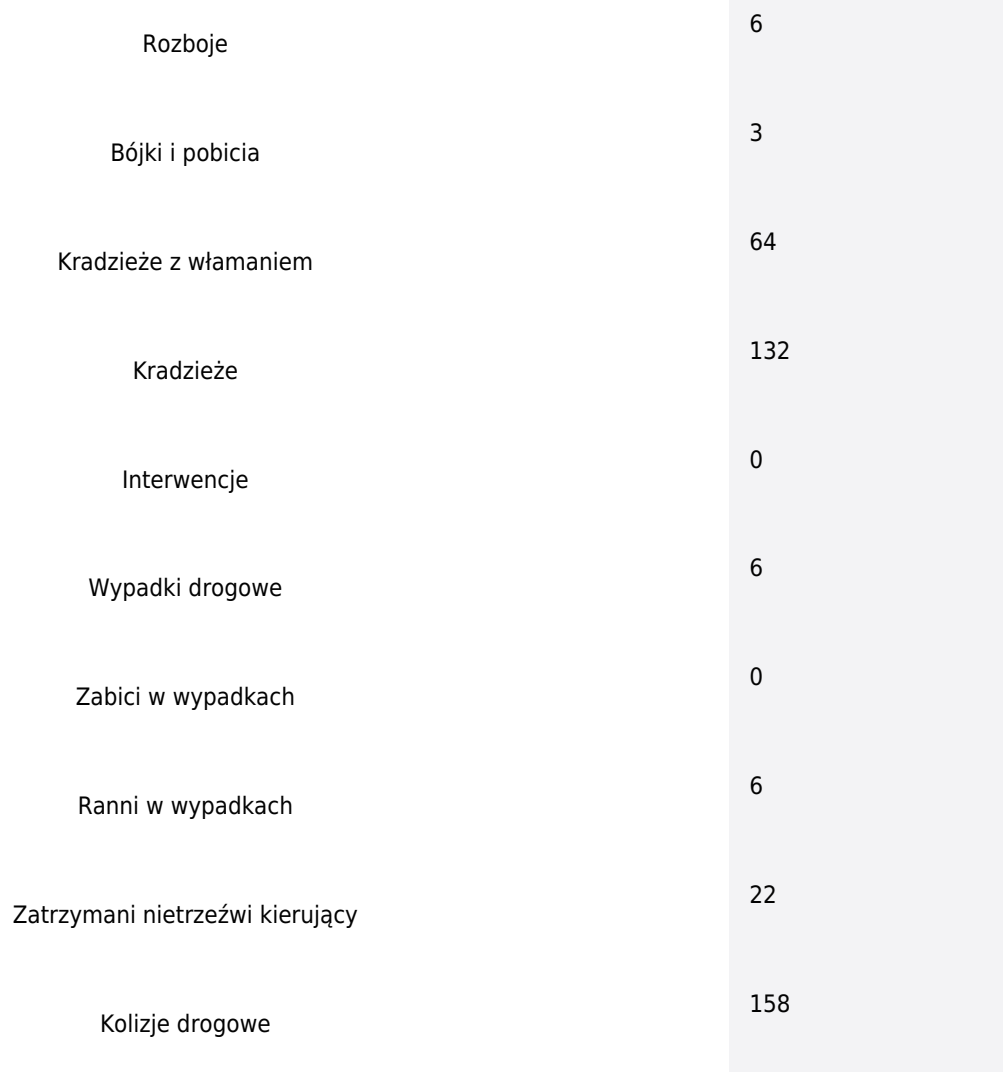 Rozboje
6
Bójki i pobicia
3
Kradzieże z włamaniem
64
Kradzieże
132
Interwencje
0
Wypadki drogowe
6
Zabici w wypadkach
0
Ranni w wypadkach
6
Zatrzymani nietrzeźwi kierujący
22
Kolizje drogowe
158